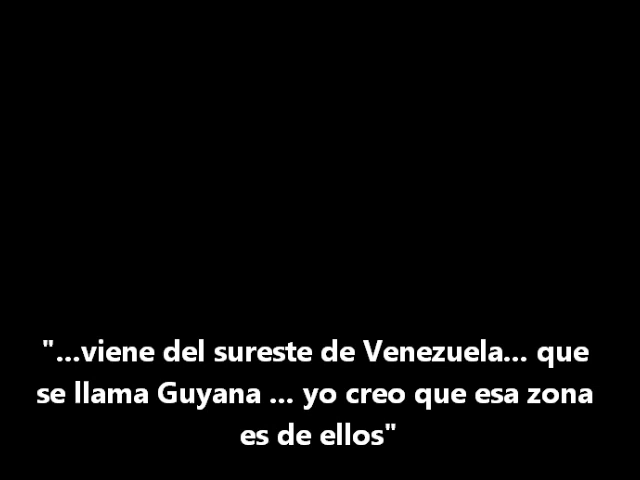 "...viene del sureste de Venezuela... que
se llama Guyana ... yo creo que esa zona
es de ellos"